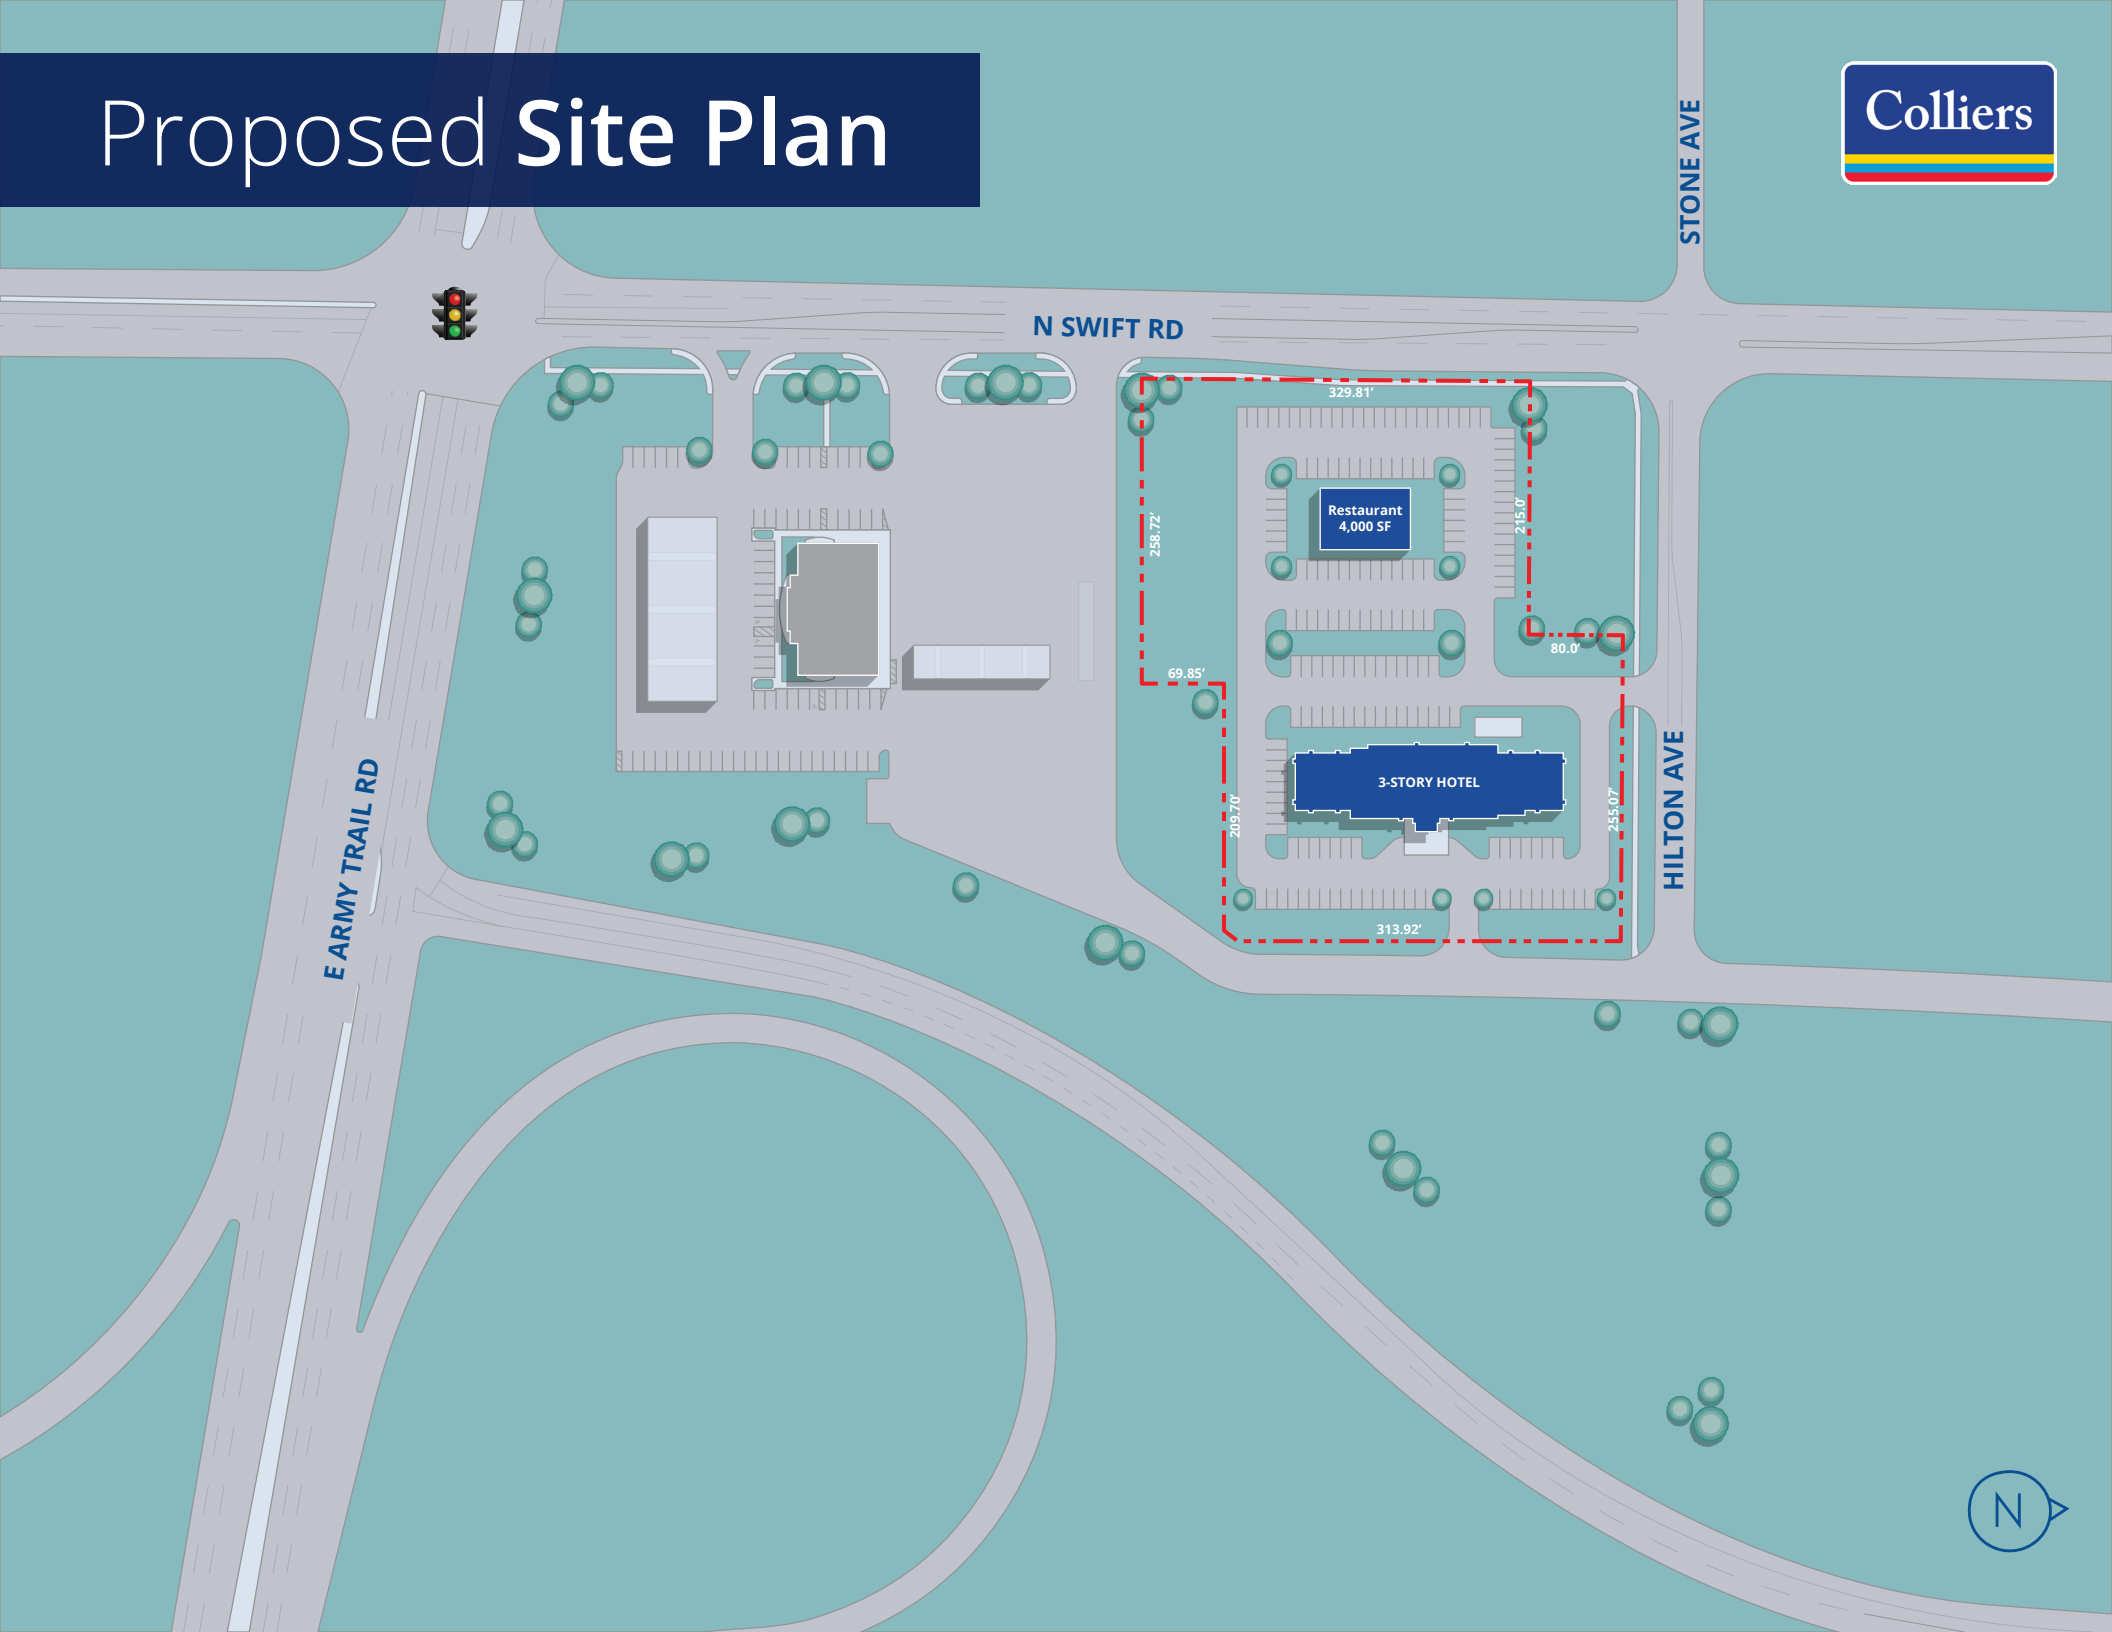 Proposed Site Plan
Colliers
STONE AVE
N SWIFT RD
329.81'
258.72'
215.0'
Restaurant
4,000 SF
80.0'
69.85'
209.70'
3-STORY HOTEL
255.07'
HILTON AVE
E ARMY TRAIL RD
313.92'
N